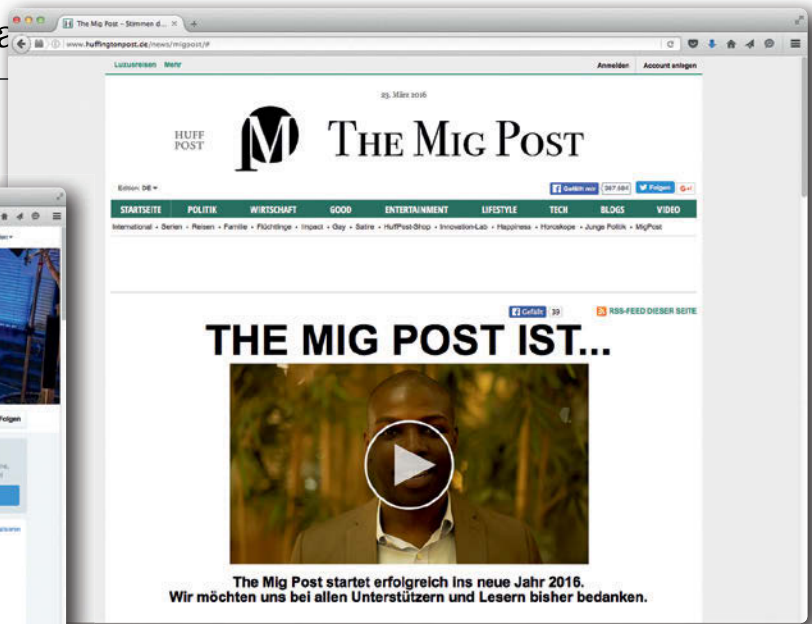 The Mig Post – Stimmen d...
www.huffingtonpost.de/news/migpost/#
Luxusreisen Mehr
Anmelden Account anlegen
23. März 2016
HUFF
POST
M
THE MIG POST
Edition: DE
Gefällt mir
Folgen
STARTSEITE POLITIK WIRTSCHAFT GOOD ENTERTAINMENT LIFESTYLE TECH BLOGS VIDEO
International • Serien • Reisen • Familie • Flüchtlinge • Impact • Gay • Satire • HuffPost-Shop • Innovation-Lab • Happiness • Horoskope • Junge Politik • MigPost
Gefällt 39
RSS-FEED DIESER SEITE
THE MIG POST IST...
The Mig Post startet erfolgreich ins neue Jahr 2016.
Wir möchten uns bei allen Unterstützern und Lesern bisher bedanken.
Folgen